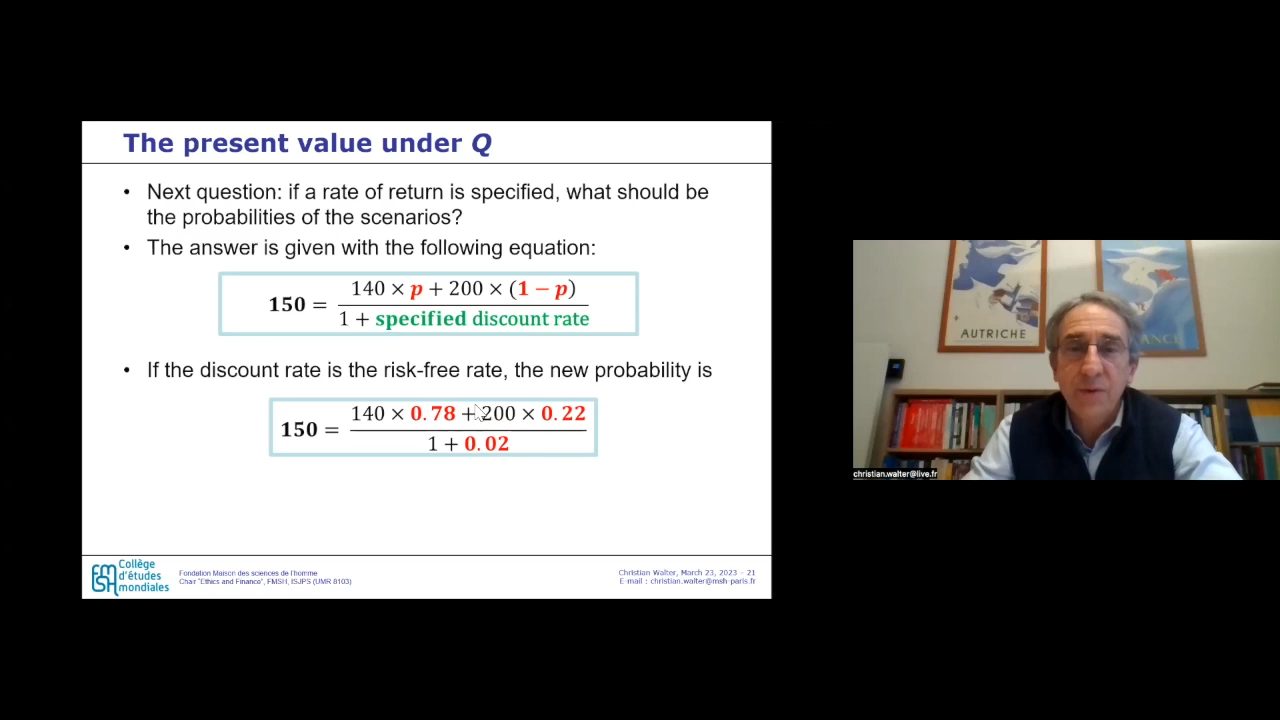 The present value under Q
• Next question: if a rate of return is specified, what should be
the probabilities of the scenarios?
• The answer is given with the following equation:
150 = (140 × p + 200 × (1 − p)) / (1 + specified discount rate)
• If the discount rate is the risk-free rate, the new probability is
150 = (140 × 0.78 + 200 × 0.22) / (1 + 0.02)
FMSH
Collège
d'études
mondiales
Fondation Maison des sciences de l'homme
Chair "Ethics and Finance", FMSH, ISJPS (UMR 8103)
Christian Walter, March 23, 2023 – 21
E-mail : christian.walter@msh-paris.fr
AUTRICHE
christian.walter@live.fr